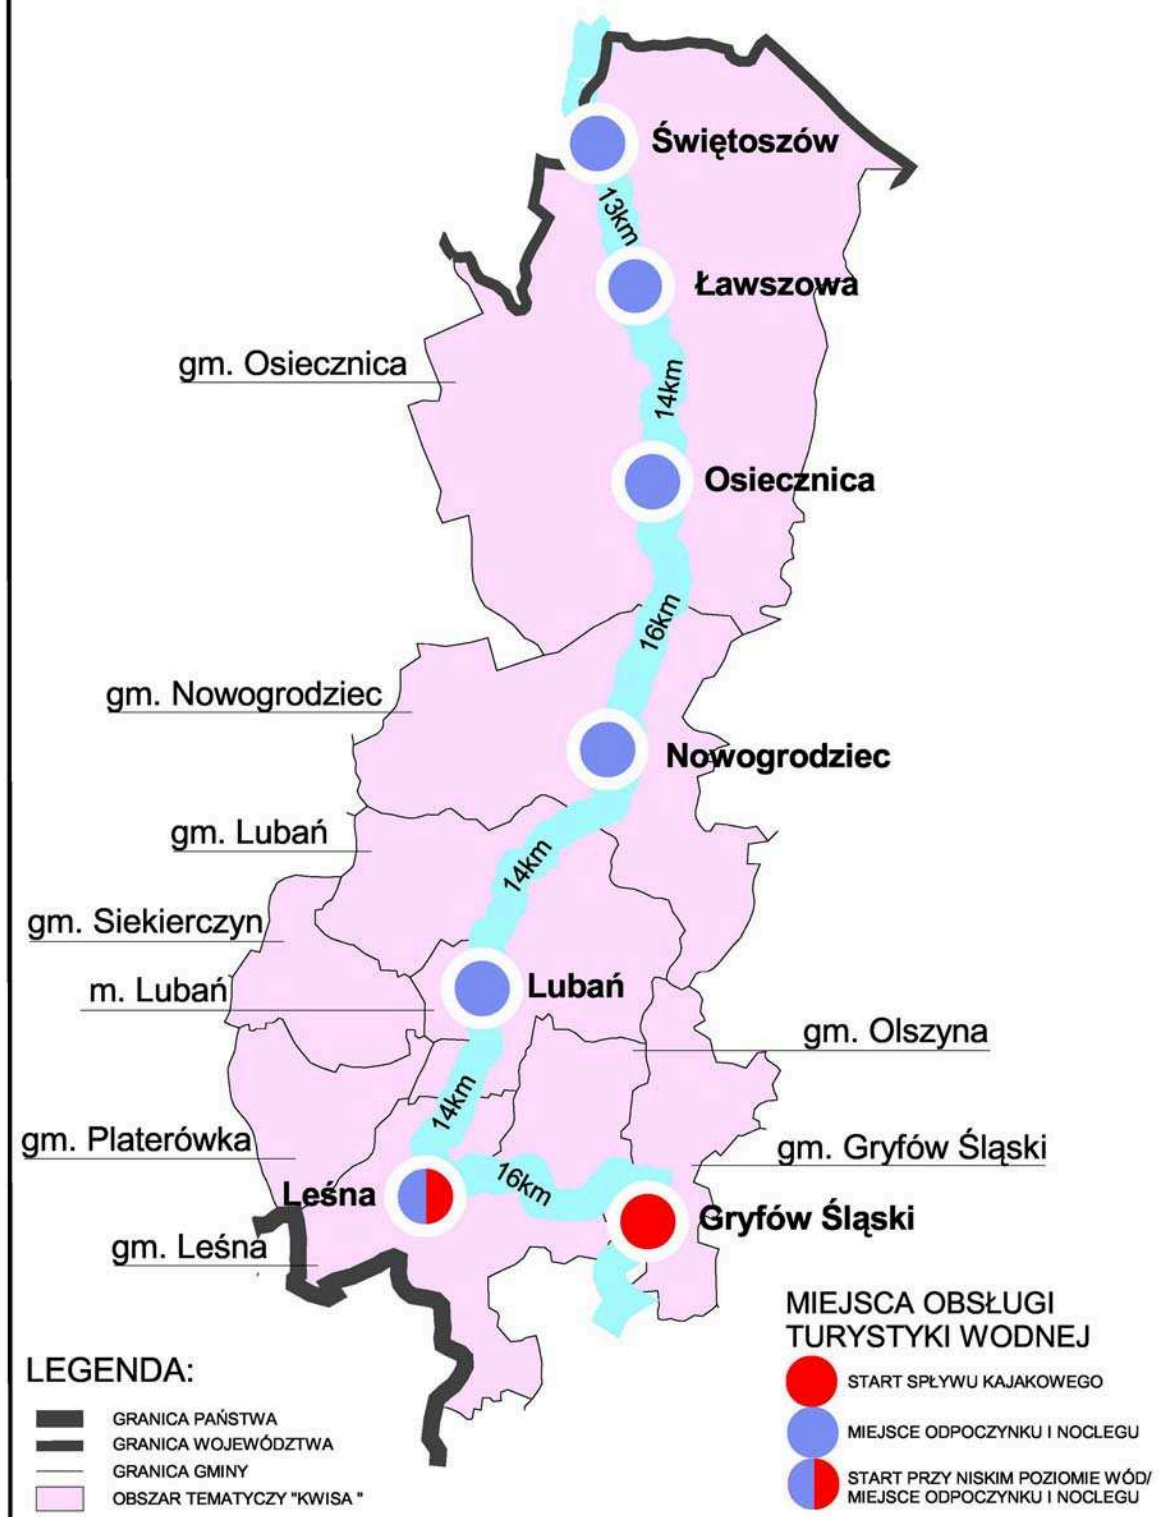 Świętoszów
13km
Ławszowa
gm. Osiecznica
14km
Osiecznica
16km
gm. Nowogrodziec
Nowogrodziec
gm. Lubań
14km
gm. Siekierczyn
m. Lubań
Lubań
gm. Olszyna
14km
gm. Platerówka
gm. Gryfów Śląski
16km
Leśna
Gryfów Śląski
gm. Leśna
MIEJSCA OBSŁUGI
TURYSTYKI WODNEJ
START SPŁYWU KAJAKOWEGO
MIEJSCE ODPOCZYNKU I NOCLEGU
START PRZY NISKIM POZIOMIE WÓD/
MIEJSCE ODPOCZYNKU I NOCLEGU
LEGENDA:
GRANICA PAŃSTWA
GRANICA WOJEWÓDZTWA
GRANICA GMINY
OBSZAR TEMATYCZY "KWISA "